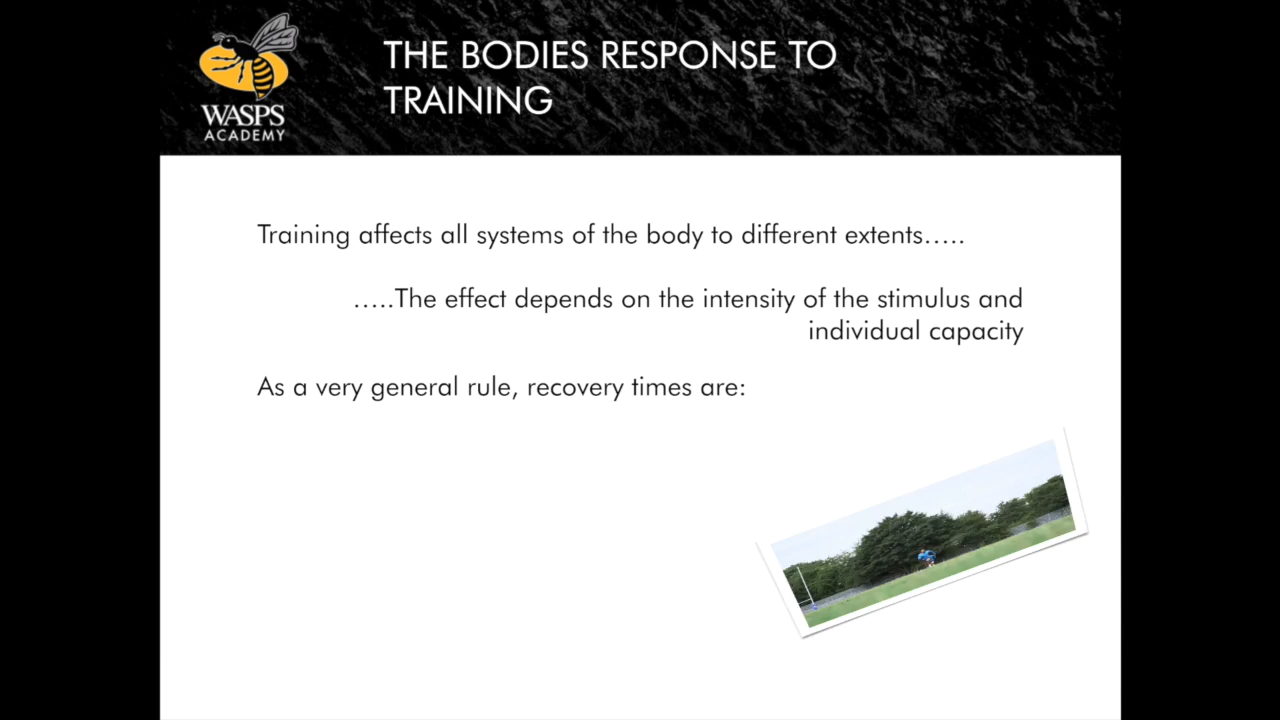 WASPS
ACADEMY
THE BODIES RESPONSE TO
TRAINING
Training affects all systems of the body to different extents…..
…..The effect depends on the intensity of the stimulus and
individual capacity
As a very general rule, recovery times are: